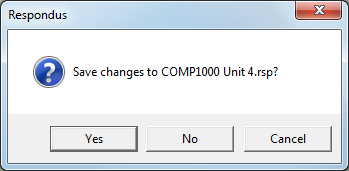 Respondus
Save changes to COMP1000 Unit 4.rsp?
Yes No Cancel